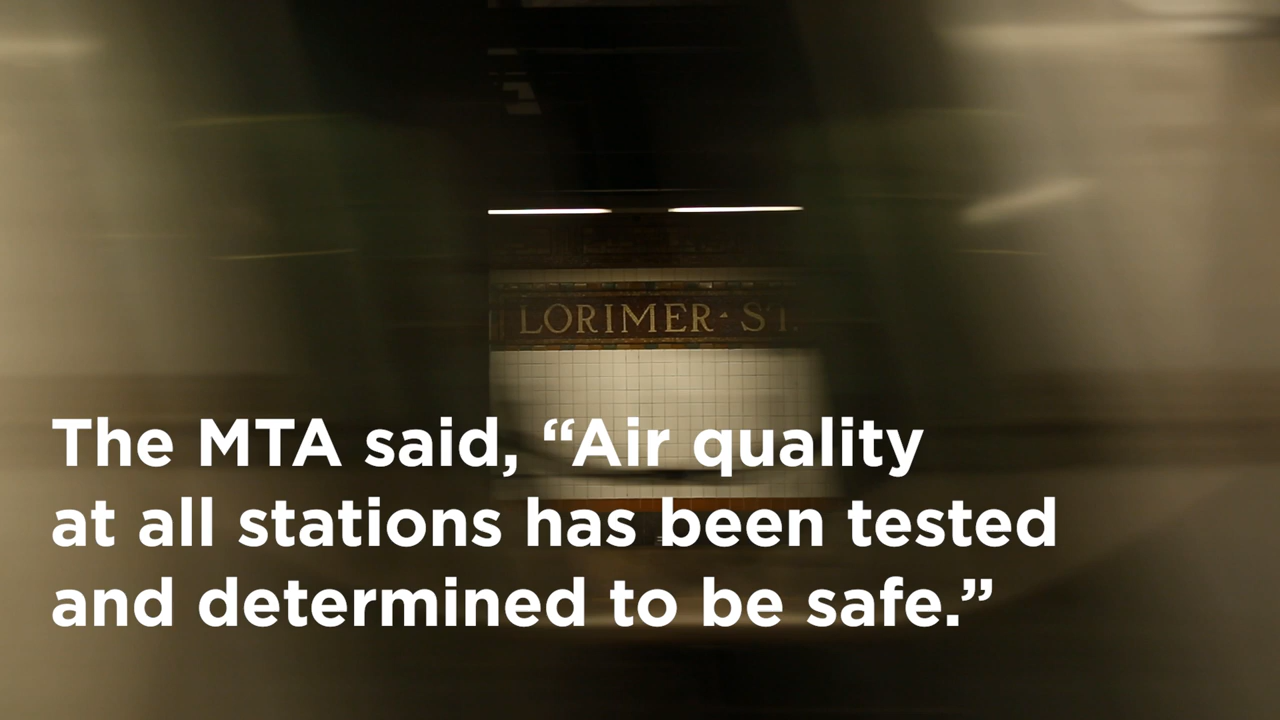 LORIMER · ST.
The MTA said, “Air quality
at all stations has been tested
and determined to be safe.”